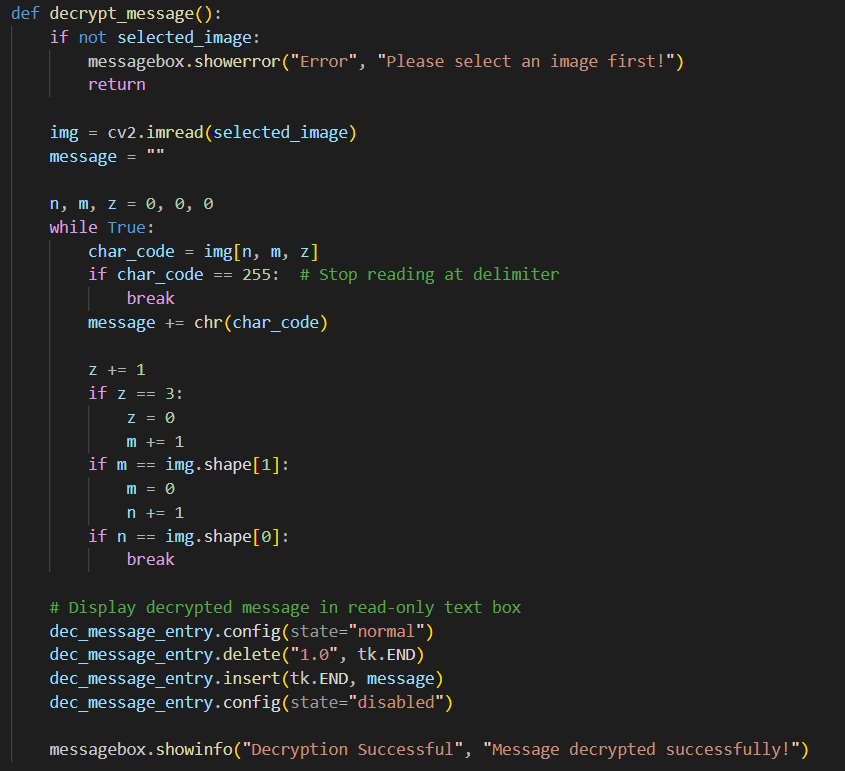 def decrypt_message():
    if not selected_image:
        messagebox.showerror("Error", "Please select an image first!")
        return

    img = cv2.imread(selected_image)
    message = ""

    n, m, z = 0, 0, 0
    while True:
        char_code = img[n, m, z]
        if char_code == 255:  # Stop reading at delimiter
            break
        message += chr(char_code)

        z += 1
        if z == 3:
            z = 0
            m += 1
        if m == img.shape[1]:
            m = 0
            n += 1
        if n == img.shape[0]:
            break

    # Display decrypted message in read-only text box
    dec_message_entry.config(state="normal")
    dec_message_entry.delete("1.0", tk.END)
    dec_message_entry.insert(tk.END, message)
    dec_message_entry.config(state="disabled")

    messagebox.showinfo("Decryption Successful", "Message decrypted successfully!")